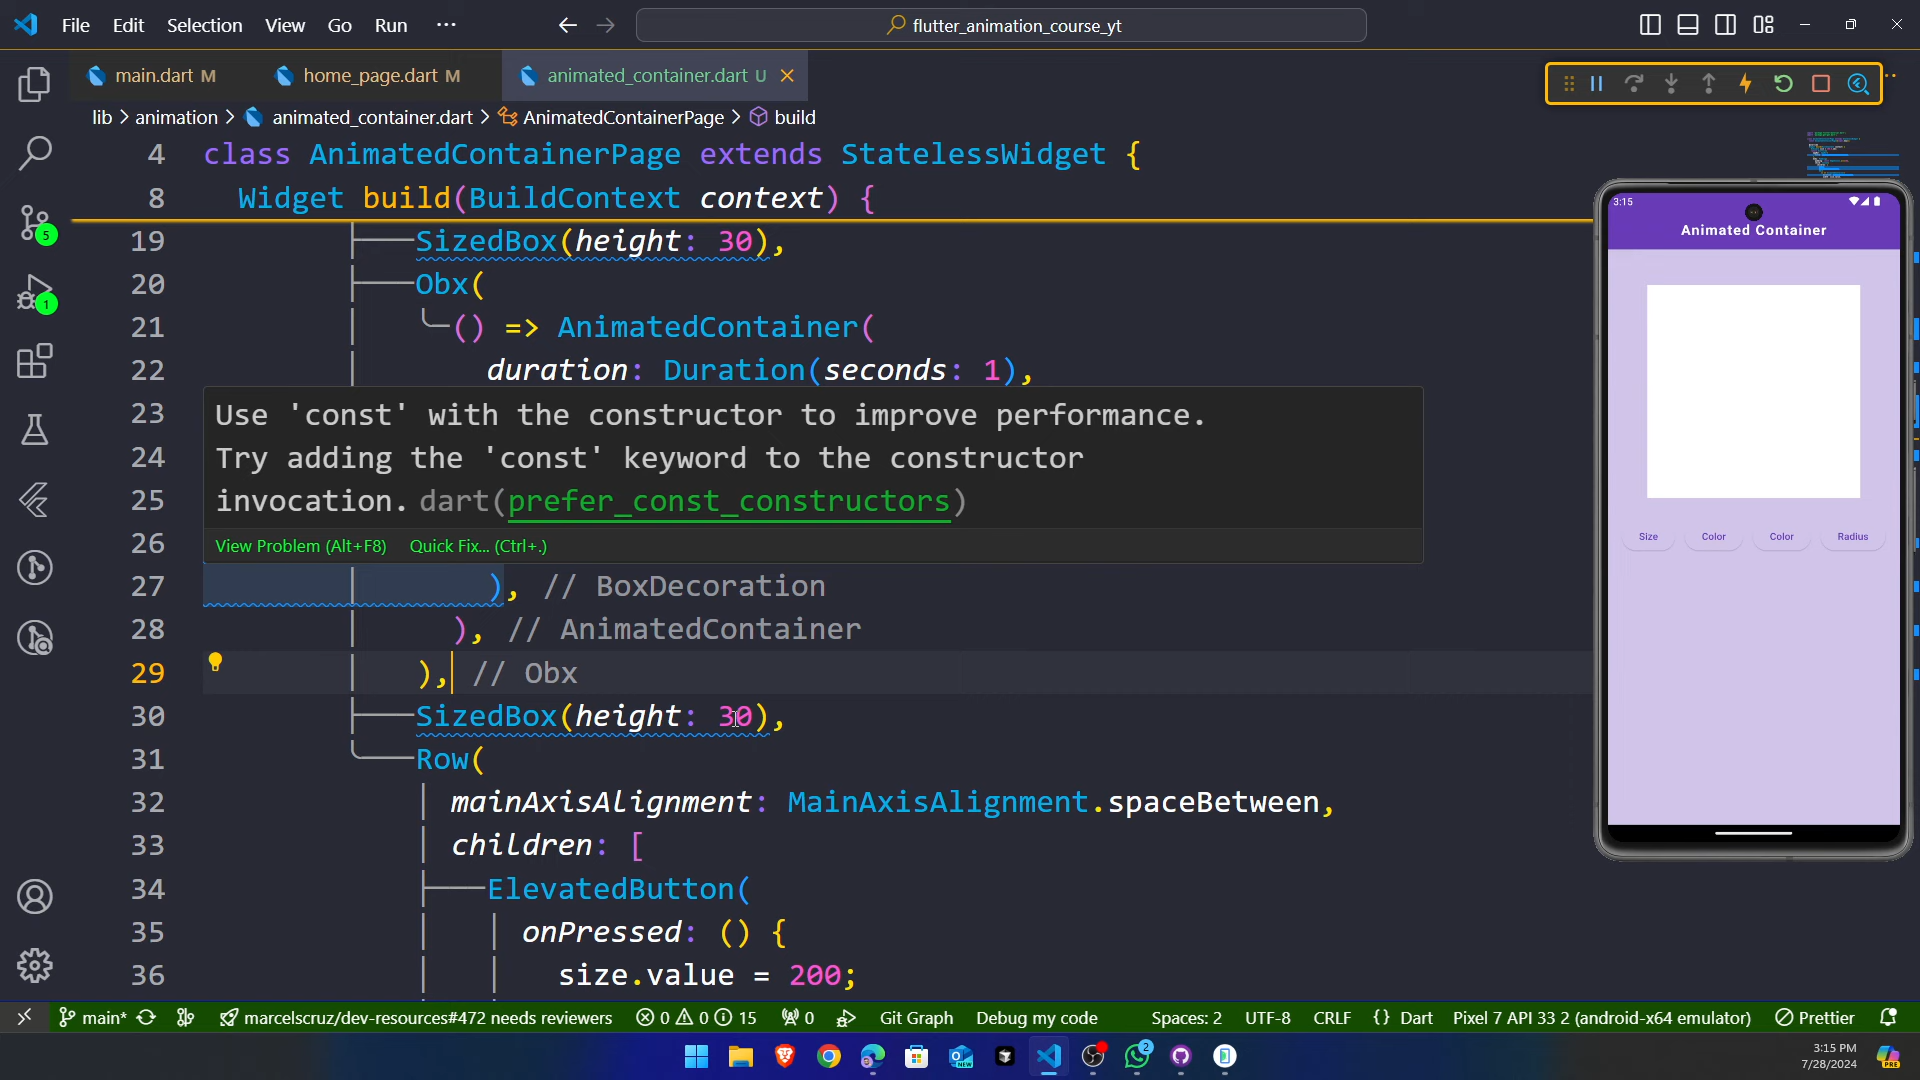 File Edit Selection View Go Run ···
flutter_animation_course_yt
main.dart M
home_page.dart M
animated_container.dart U
lib > animation > animated_container.dart > AnimatedContainerPage > build
4 class AnimatedContainerPage extends StatelessWidget {
8 Widget build(BuildContext context) {
19 SizedBox(height: 30),
20 Obx(
21 () => AnimatedContainer(
22 duration: Duration(seconds: 1),
23
24
25
26
Use 'const' with the constructor to improve performance.
Try adding the 'const' keyword to the constructor
invocation. dart(prefer_const_constructors)
View Problem (Alt+F8) Quick Fix... (Ctrl+.)
27 ), // BoxDecoration
28 ), // AnimatedContainer
29 ), // Obx
30 SizedBox(height: 30),
31 Row(
32 mainAxisAlignment: MainAxisAlignment.spaceBetween,
33 children: [
34 ElevatedButton(
35 onPressed: () {
36 size.value = 200;
5
1
3:15
Animated Container
Size Color Color Radius
main* marcelscruz/dev-resources#472 needs reviewers 0 0 15 0 Git Graph Debug my code Spaces: 2 UTF-8 CRLF {} Dart Pixel 7 API 33 2 (android-x64 emulator) Prettier
NEW
2
3:15 PM
7/28/2024
PRE